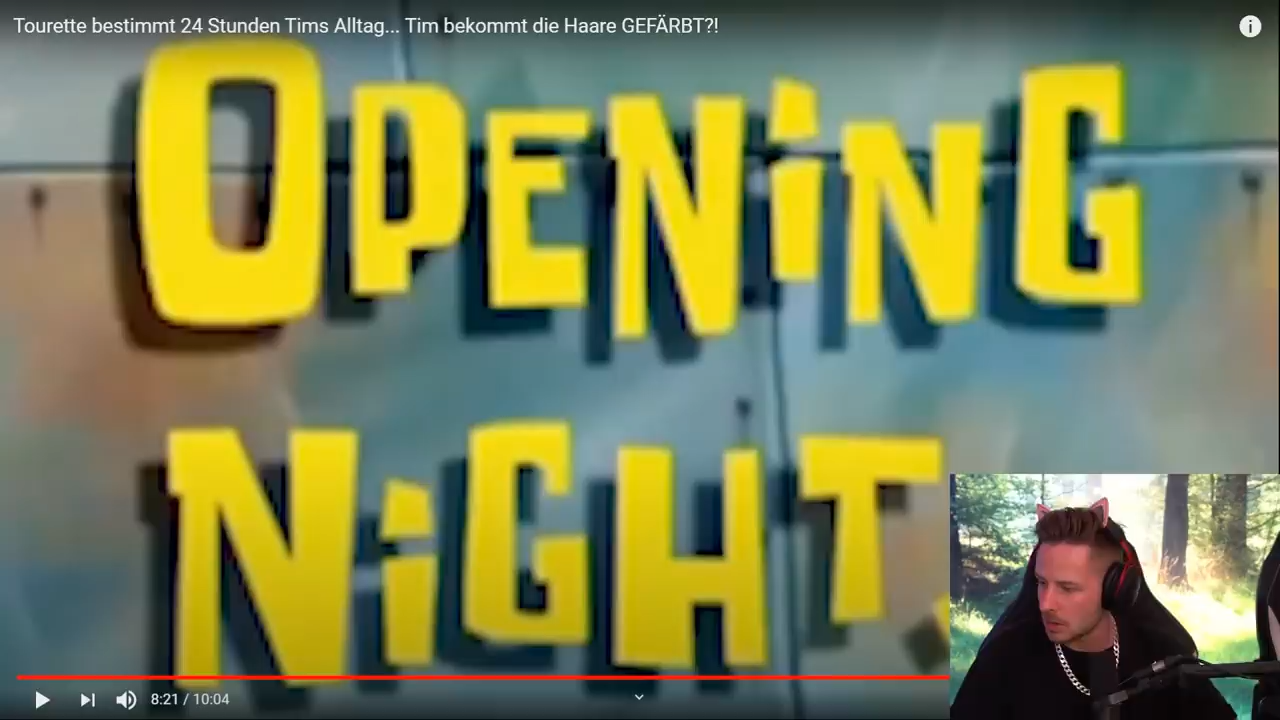 Tourette bestimmt 24 Stunden Tims Alltag... Tim bekommt die Haare GEFÄRBT?!
OPENiNG
NiGHT.
8:21 / 10:04